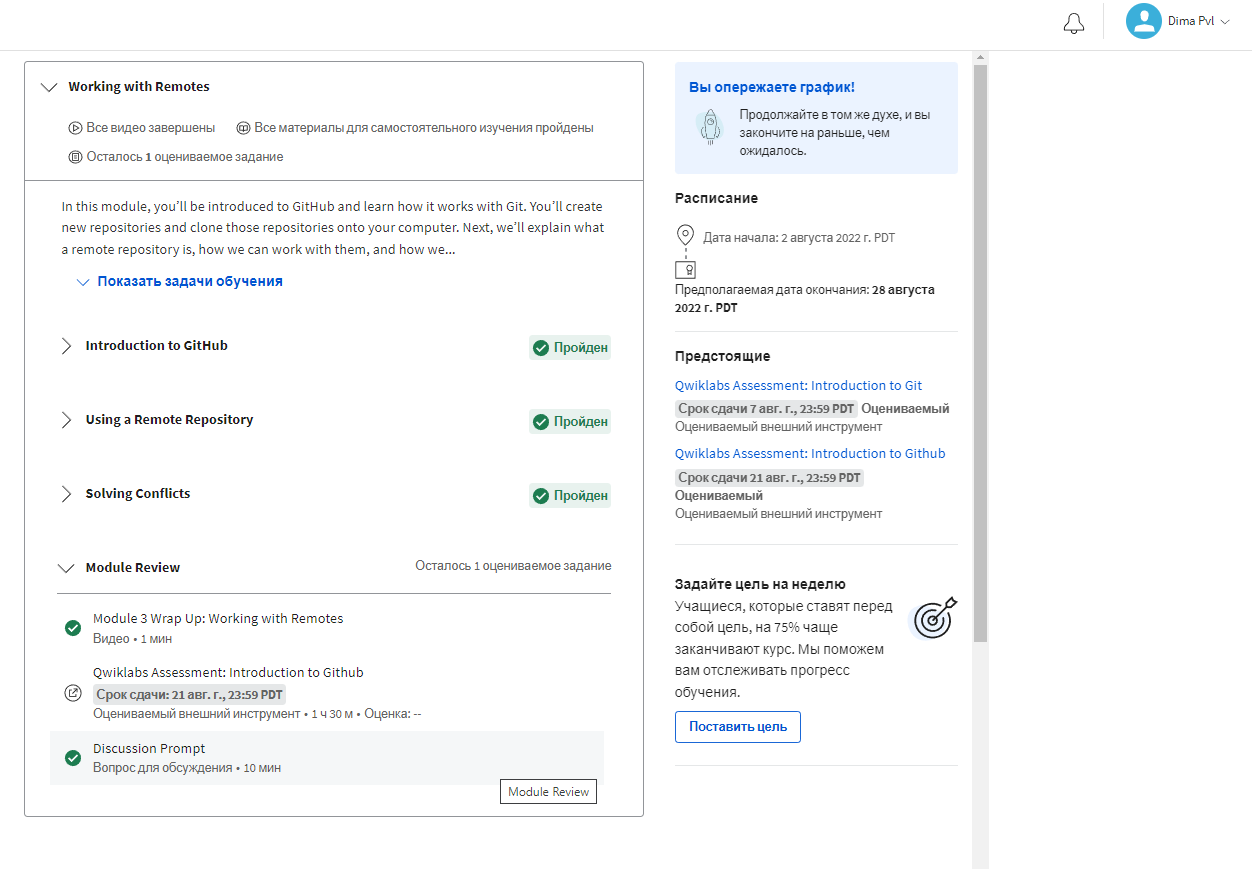 Dima Pvl
Working with Remotes
Все видео завершены
Все материалы для самостоятельного изучения пройдены
Осталось 1 оцениваемое задание
In this module, you’ll be introduced to GitHub and learn how it works with Git. You’ll create
new repositories and clone those repositories onto your computer. Next, we’ll explain what
a remote repository is, how we can work with them, and how we...
Показать задачи обучения
Introduction to GitHub
Пройден
Using a Remote Repository
Пройден
Solving Conflicts
Пройден
Module Review
Осталось 1 оцениваемое задание
Module 3 Wrap Up: Working with Remotes
Видео • 1 мин
Qwiklabs Assessment: Introduction to Github
Срок сдачи: 21 авг. г., 23:59 PDT
Оцениваемый внешний инструмент • 1 ч 30 м • Оценка: --
Discussion Prompt
Вопрос для обсуждения • 10 мин
Module Review
Вы опережаете график!
Продолжайте в том же духе, и вы
закончите на раньше, чем
ожидалось.
Расписание
Дата начала: 2 августа 2022 г. PDT
Предполагаемая дата окончания: 28 августа
2022 г. PDT
Предстоящие
Qwiklabs Assessment: Introduction to Git
Срок сдачи 7 авг. г., 23:59 PDT Оцениваемый
Оцениваемый внешний инструмент
Qwiklabs Assessment: Introduction to Github
Срок сдачи 21 авг. г., 23:59 PDT
Оцениваемый
Оцениваемый внешний инструмент
Задайте цель на неделю
Учащиеся, которые ставят перед
собой цель, на 75% чаще
заканчивают курс. Мы поможем
вам отслеживать прогресс
обучения.
Поставить цель